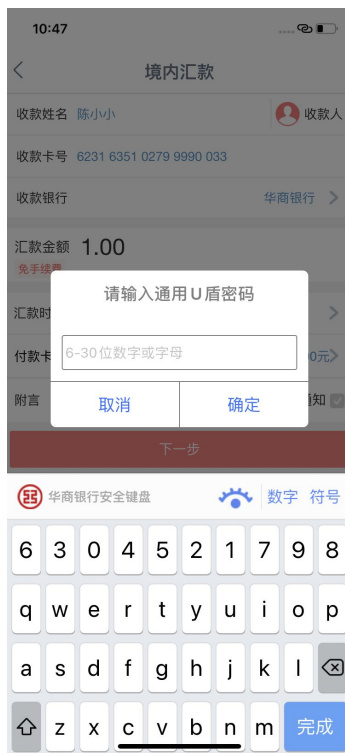 10:47
境内汇款
收款姓名 陈小小 收款人
收款卡号 6231 6351 0279 9990 033
收款银行 华商银行
汇款金额 1.00
免手续费
请输入通用U盾密码
汇款时
6-30位数字或字母
付款卡 0元
取消 确定
附言 通知
下一步
华商银行安全键盘 数字 符号
6 3 0 4 5 2 1 7 9 8
q w e r t y u i o p
a s d f g h j k l
z x c v b n m 完成